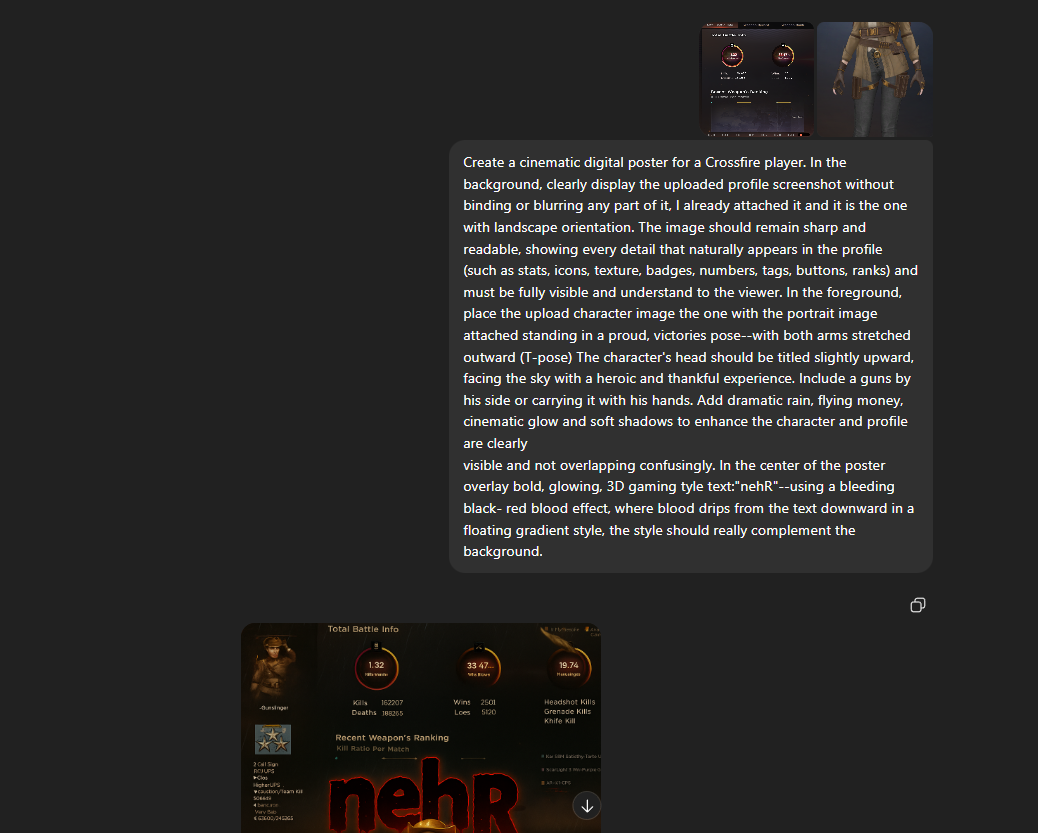 Total Battle Info
Recent Weapon's Ranking
Create a cinematic digital poster for a Crossfire player. In the
background, clearly display the uploaded profile screenshot without
binding or blurring any part of it, I already attached it and it is the one
with landscape orientation. The image should remain sharp and
readable, showing every detail that naturally appears in the profile
(such as stats, icons, texture, badges, numbers, tags, buttons, ranks) and
must be fully visible and understand to the viewer. In the foreground,
place the upload character image the one with the portrait image
attached standing in a proud, victories pose--with both arms stretched
outward (T-pose) The character's head should be titled slightly upward,
facing the sky with a heroic and thankful experience. Include a guns by
his side or carrying it with his hands. Add dramatic rain, flying money,
cinematic glow and soft shadows to enhance the character and profile
are clearly
visible and not overlapping confusingly. In the center of the poster
overlay bold, glowing, 3D gaming tyle text:"nehR"--using a bleeding
black- red blood effect, where blood drips from the text downward in a
floating gradient style, the style should really complement the
background.
Total Battle Info
1.32
33 47...
19.74
-Gunslinger
Kills 162207
Deaths
Wins 2501
Loes 5120
Headshot Kills
Grenade Kills
Khife Kill
Recent Weapon's Ranking
Kill Ratio Per Match
nehR